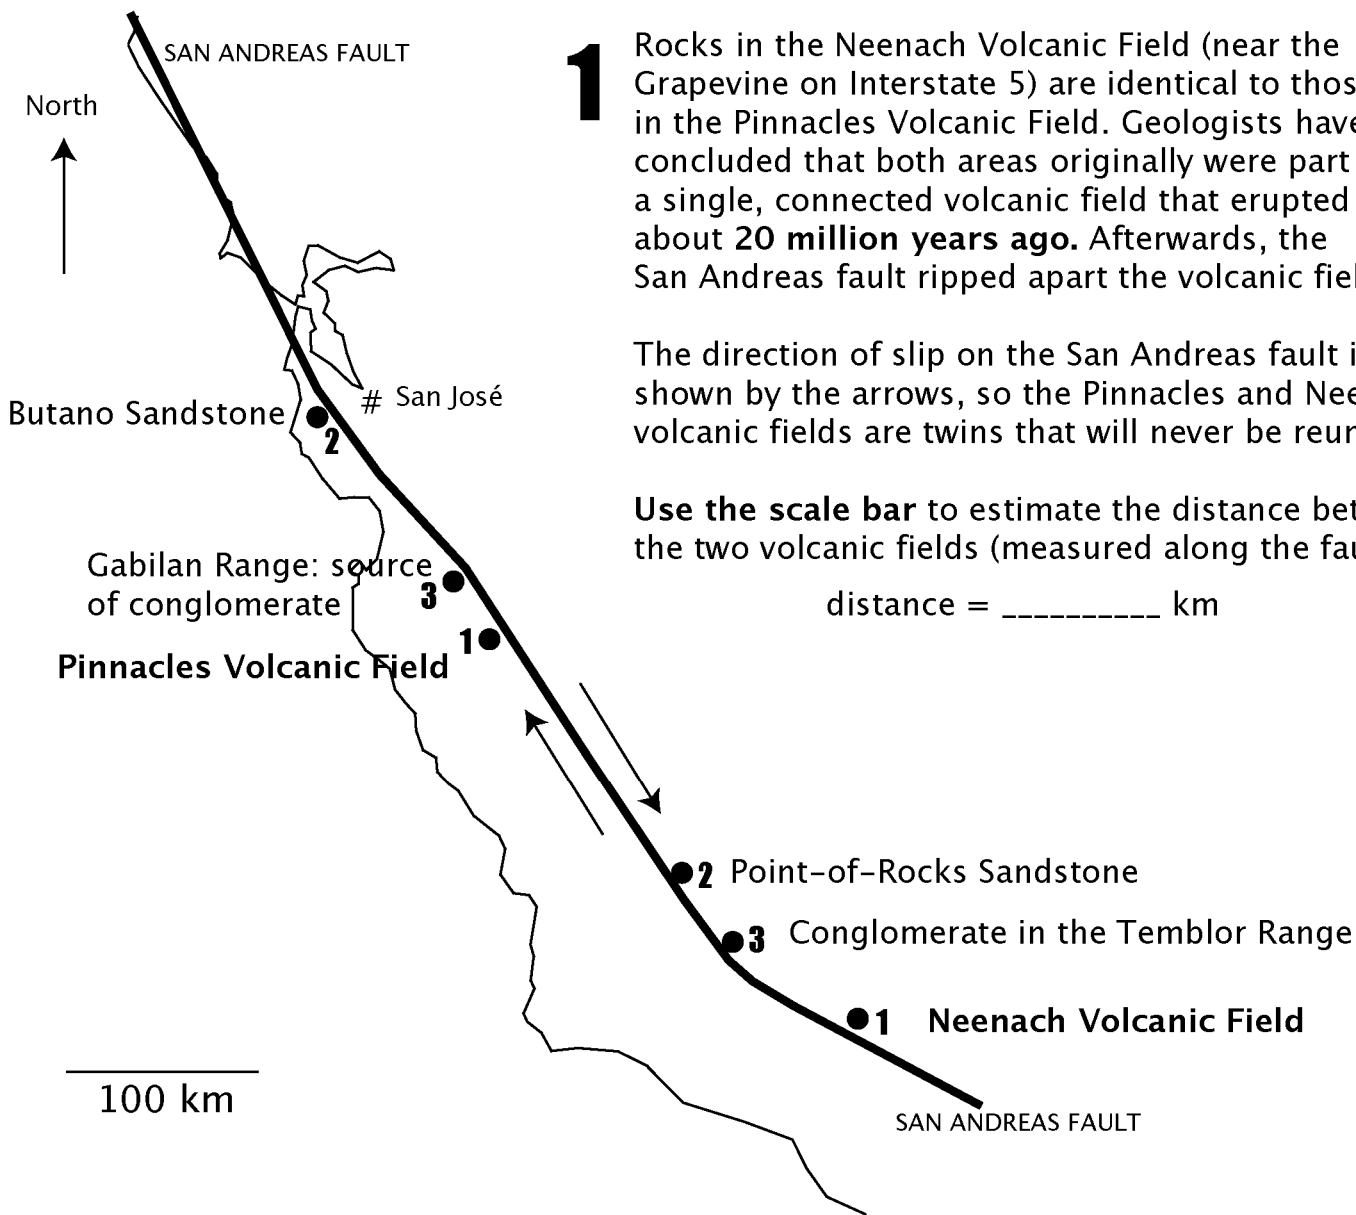 SAN ANDREAS FAULT
North
1
Rocks in the Neenach Volcanic Field (near the
Grapevine on Interstate 5) are identical to thos
in the Pinnacles Volcanic Field. Geologists have
concluded that both areas originally were part
a single, connected volcanic field that erupted
about 20 million years ago. Afterwards, the
San Andreas fault ripped apart the volcanic fiel
The direction of slip on the San Andreas fault i
shown by the arrows, so the Pinnacles and Nee
volcanic fields are twins that will never be reun
Use the scale bar to estimate the distance bet
the two volcanic fields (measured along the fau
distance = __________ km
# San José
Butano Sandstone
2
Gabilan Range: source
of conglomerate
3
1
Pinnacles Volcanic Field
2 Point-of-Rocks Sandstone
3 Conglomerate in the Temblor Range
1 Neenach Volcanic Field
100 km
SAN ANDREAS FAULT